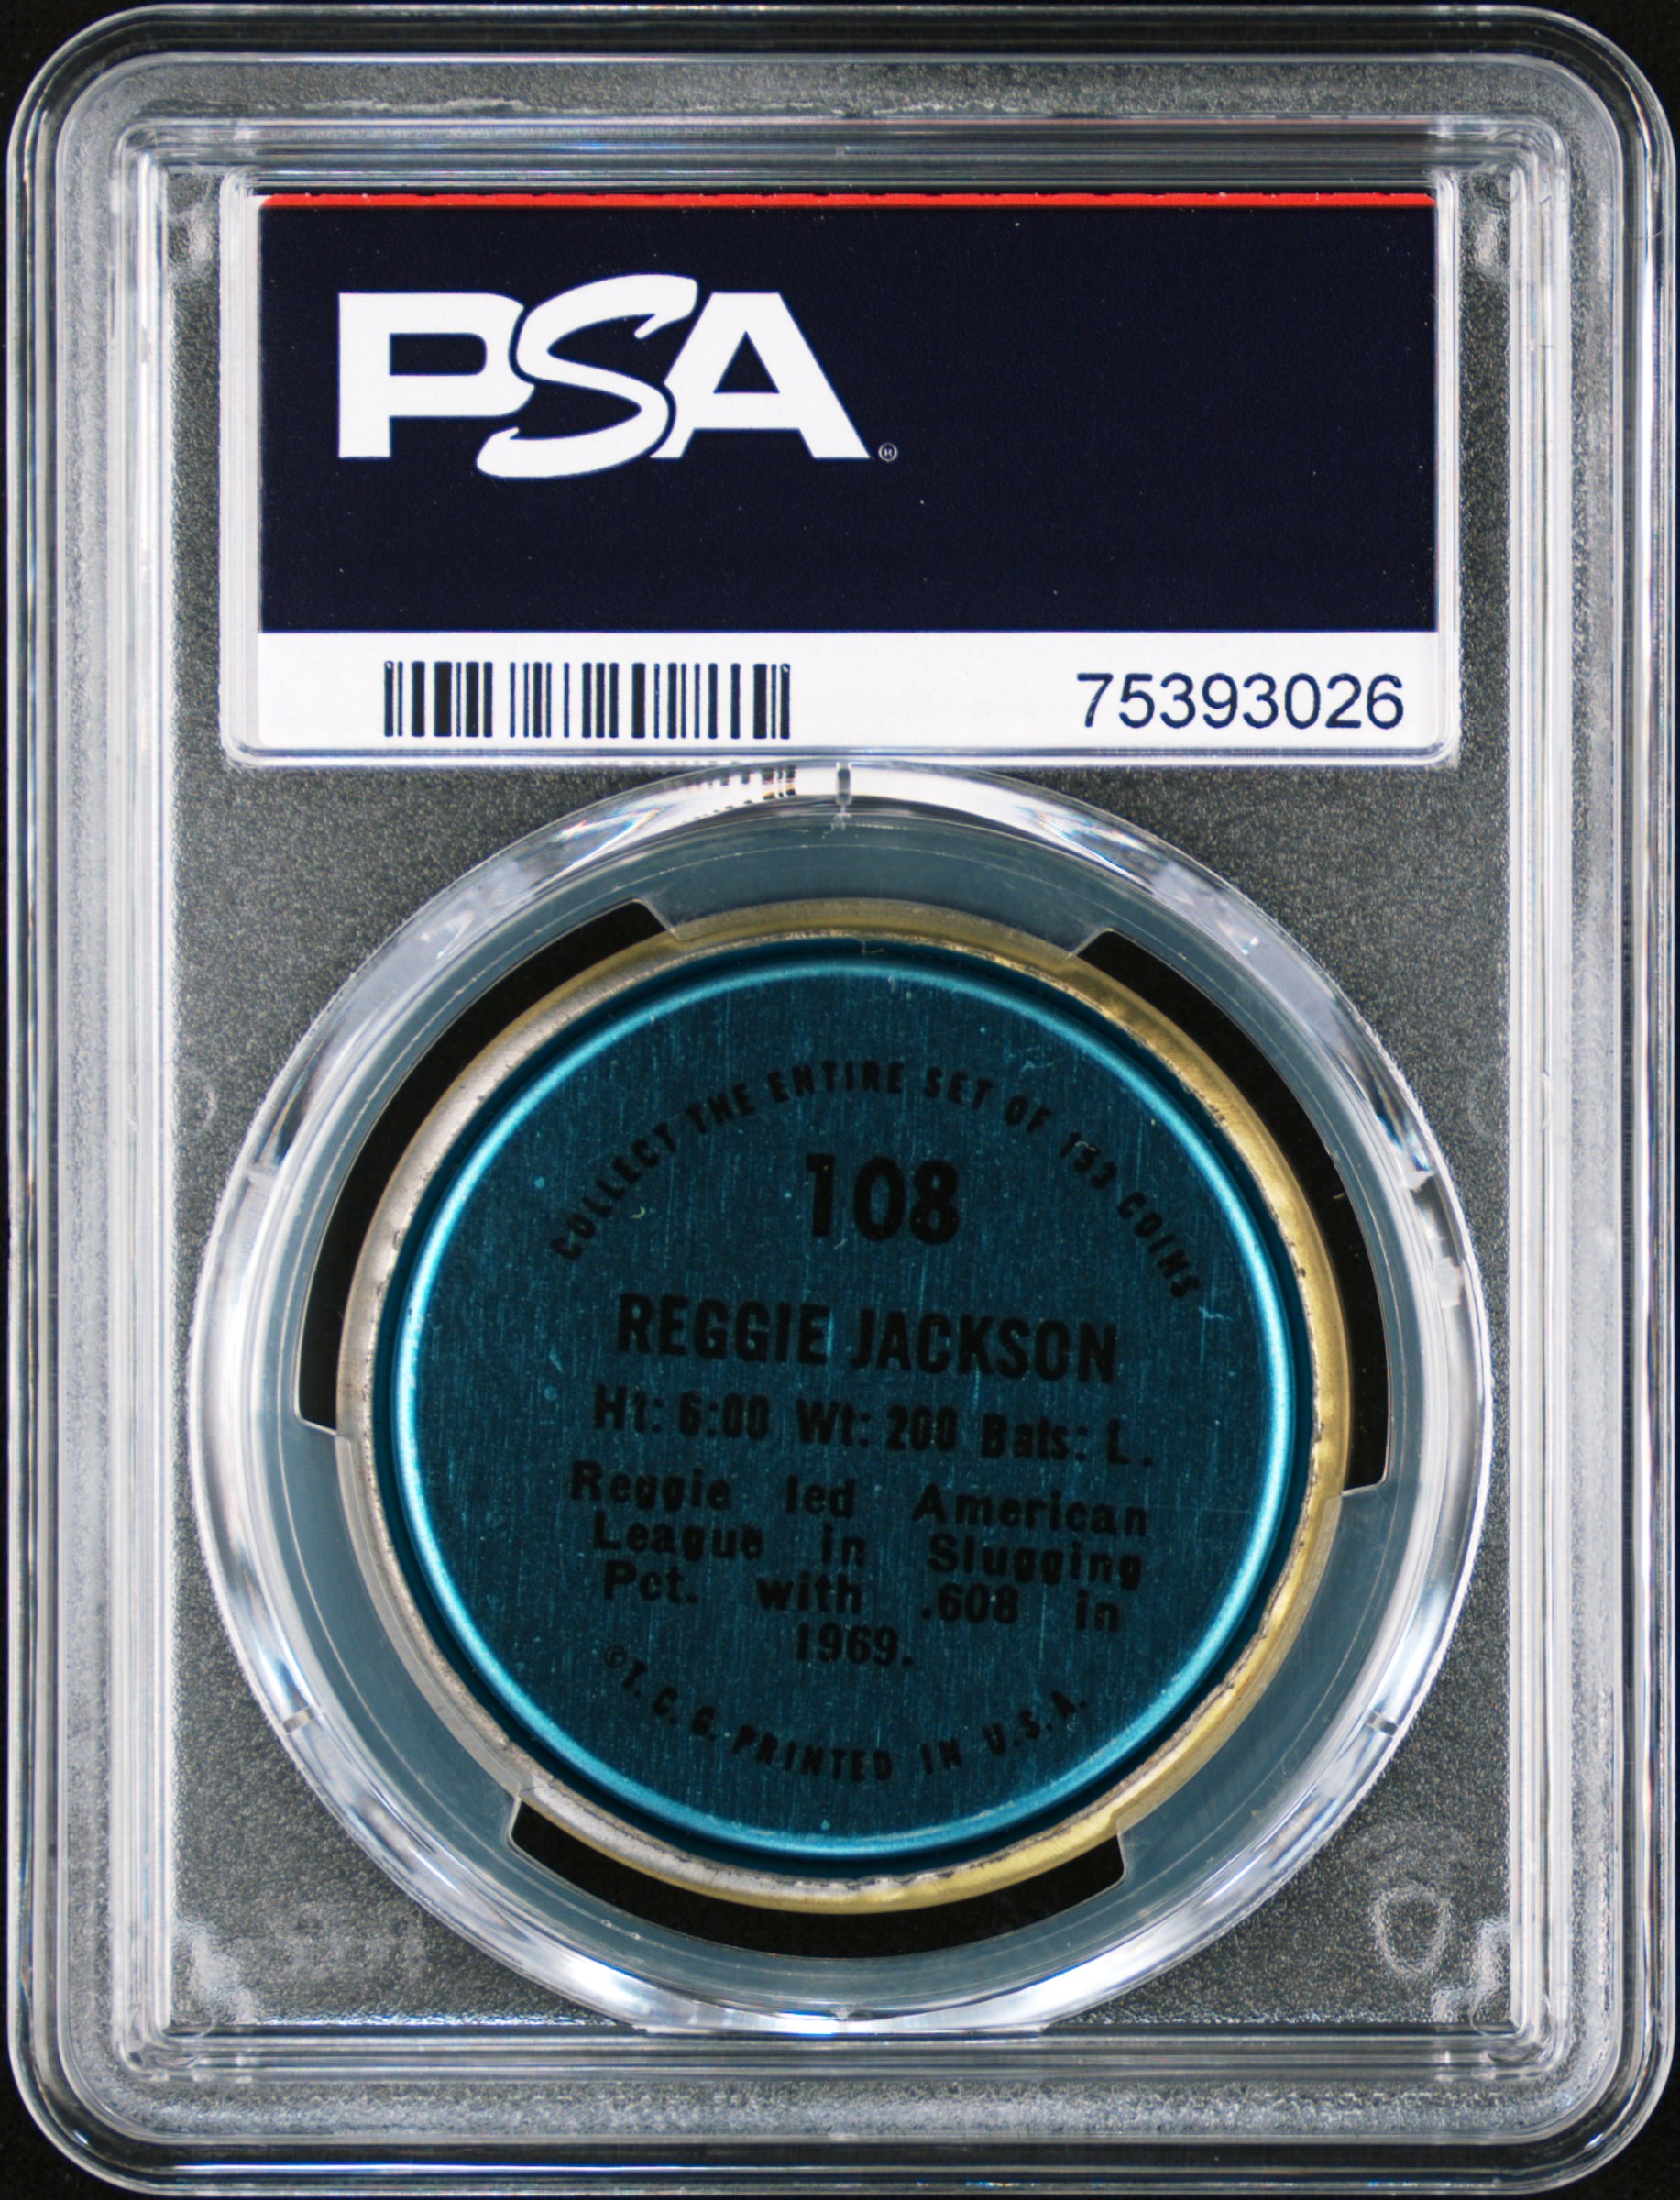 PSA®
75393026
COLLECT THE ENTIRE SET OF 153 COINS
108
REGGIE JACKSON
Ht: 6:00 Wt: 200 Bats: L.
Reggie led American
League in Slugging
Pct. with .608 in
1969.
©T.C.G. PRINTED IN U.S.A.